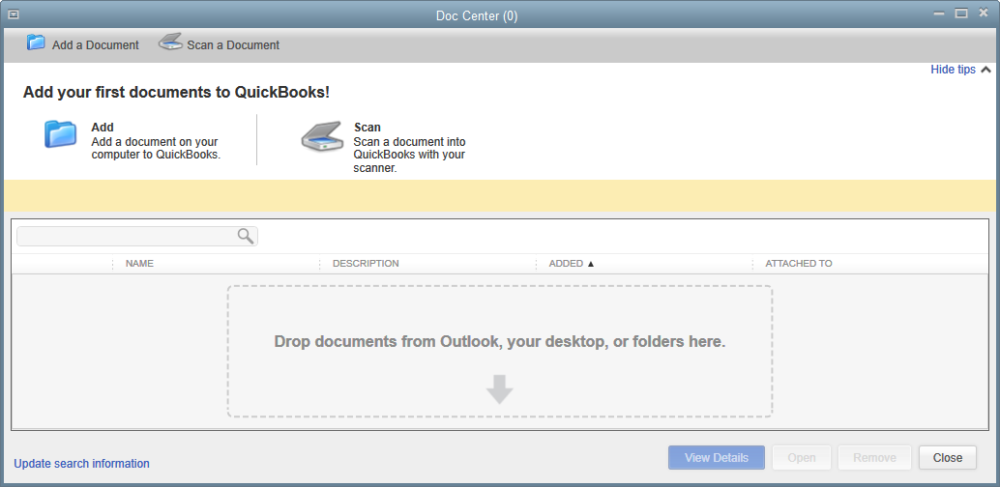 Doc Center (0)
Add a Document
Scan a Document
Hide tips
Add your first documents to QuickBooks!
Add
Add a document on your
computer to QuickBooks.
Scan
Scan a document into
QuickBooks with your
scanner.
NAME
DESCRIPTION
ADDED ▲
ATTACHED TO
Drop documents from Outlook, your desktop, or folders here.
Update search information
View Details
Open
Remove
Close